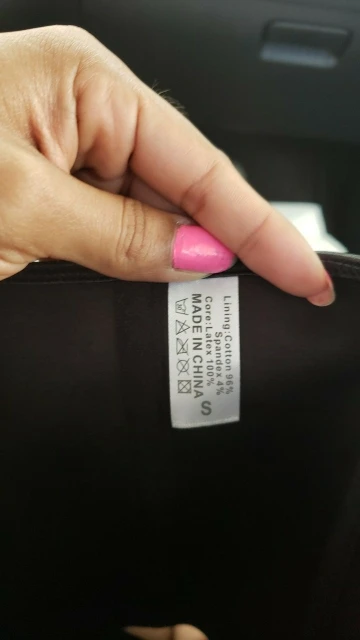 Lining:Cotton 96%
Spandex 4%
Core:Latex 100%
MADE IN CHINA
S